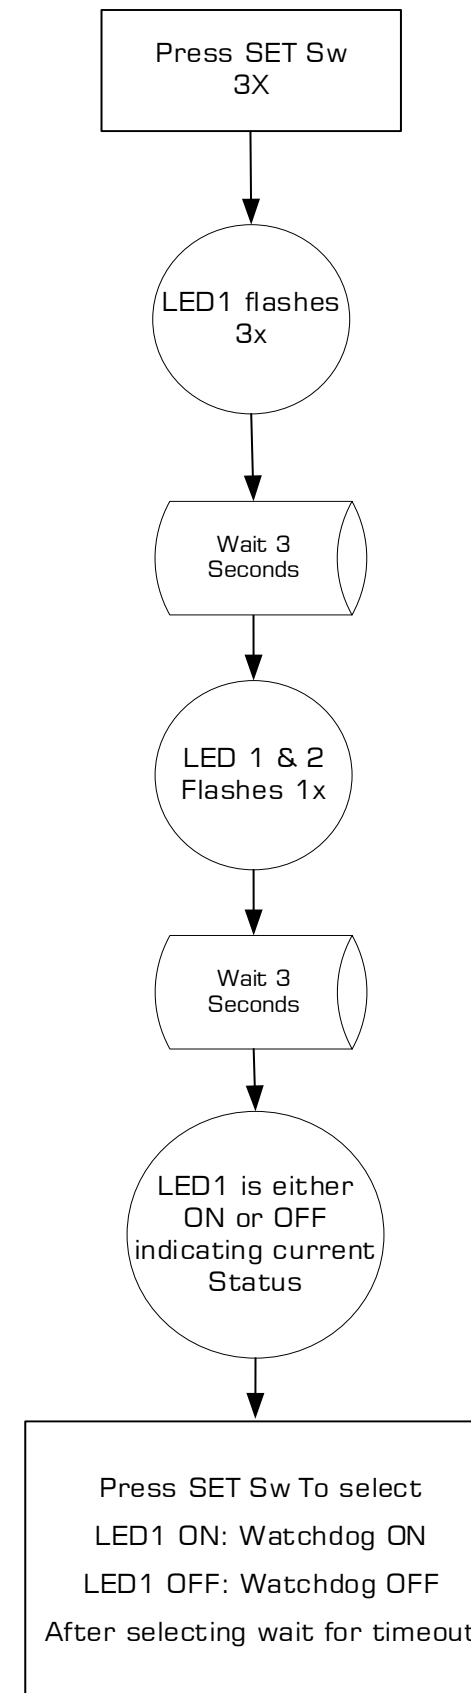 Press SET Sw
3X
LED1 flashes
3x
Wait 3
Seconds
LED 1 & 2
Flashes 1x
Wait 3
Seconds
LED1 is either
ON or OFF
indicating current
Status
Press SET Sw To select
LED1 ON: Watchdog ON
LED1 OFF: Watchdog OFF
After selecting wait for timeout